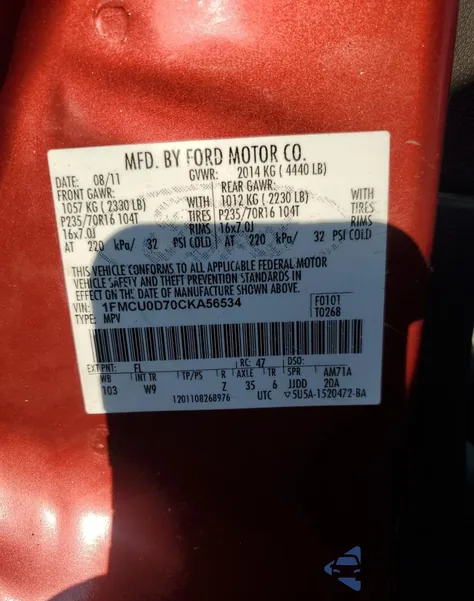 MFD. BY FORD MOTOR CO.
DATE: 08/11 GVWR: 2014 KG (4440 LB)
FRONT GAWR: REAR GAWR:
1057 KG (2330 LB) WITH 1012 KG (2230 LB) WITH
P235/70R16 104T TIRES P235/70R16 104T TIRES
16x7.0J RIMS 16x7.0J RIMS
AT 220 kPa/ 32 PSI COLD AT 220 kPa/ 32 PSI COLD
THIS VEHICLE CONFORMS TO ALL APPLICABLE FEDERAL MOTOR
VEHICLE SAFETY AND THEFT PREVENTION STANDARDS IN
EFFECT ON THE DATE OF MANUFACTURE SHOWN ABOVE.
VIN: 1FMCU0D70CKA56534 F0101
TYPE: MPV T0268
EXT PNT: FL RC: 47 DSO:
WB INT TR TP/PS R AXLE TR SPR AM71A
103 W9 Z 35 6 JJDD 20A
1201108268976 UTC ▽5U5A-1520472-BA